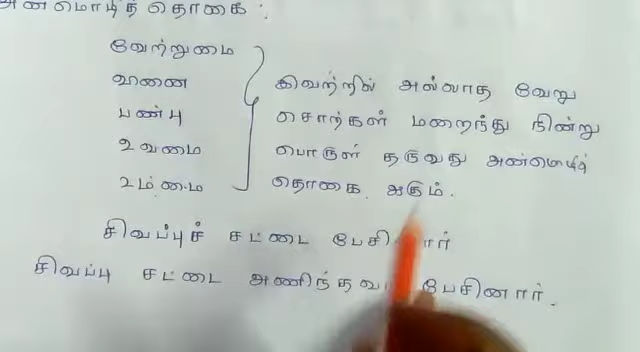 அன்மொழித் தொகை :
வேற்றுமை
வினை
பண்பு
உவமை
உம்மை
இவற்றில் அல்லாத வேறு
சொற்கள் மறைந்து நின்று
பொருள் தருவது அன்மொழித்
தொகை ஆகும்.
சிவப்புச் சட்டை பேசினார்
சிவப்பு சட்டை அணிந்தவர் பேசினார்.